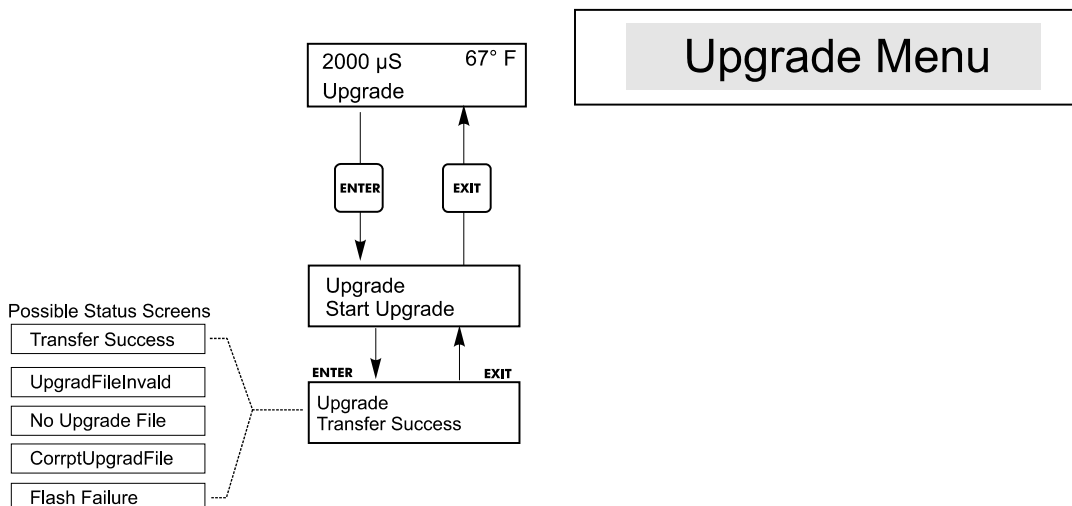 Upgrade Menu
2000 µS 67° F
Upgrade
ENTER EXIT
Upgrade
Start Upgrade
ENTER EXIT
Upgrade
Transfer Success
Possible Status Screens
Transfer Success
UpgradFileInvald
No Upgrade File
CorrptUpgradFile
Flash Failure